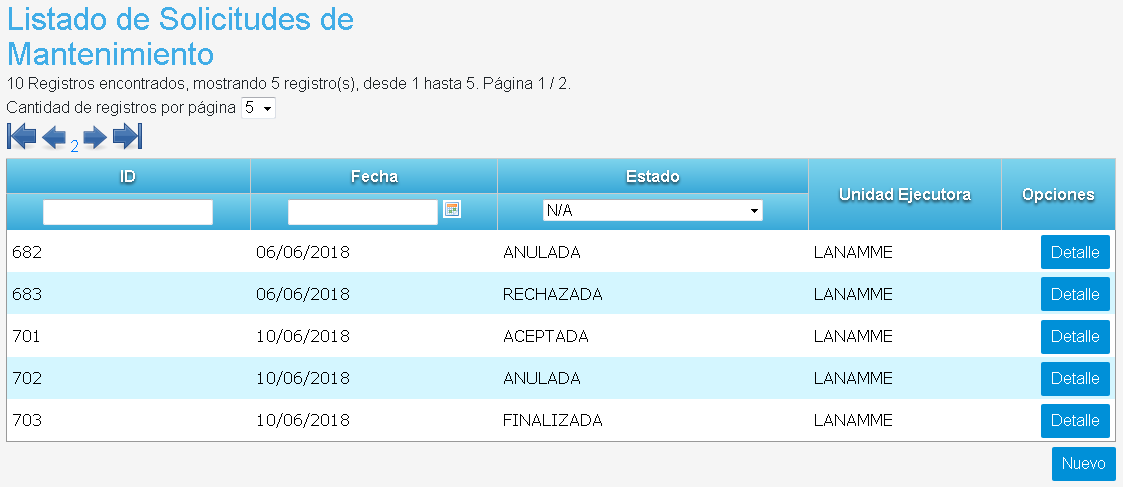 Listado de Solicitudes de
Mantenimiento
10 Registros encontrados, mostrando 5 registro(s), desde 1 hasta 5. Página 1 / 2.
Cantidad de registros por página 5
2
ID Fecha Estado Unidad Ejecutora Opciones
N/A
682 06/06/2018 ANULADA LANAMME Detalle
683 06/06/2018 RECHAZADA LANAMME Detalle
701 10/06/2018 ACEPTADA LANAMME Detalle
702 10/06/2018 ANULADA LANAMME Detalle
703 10/06/2018 FINALIZADA LANAMME Detalle
Nuevo